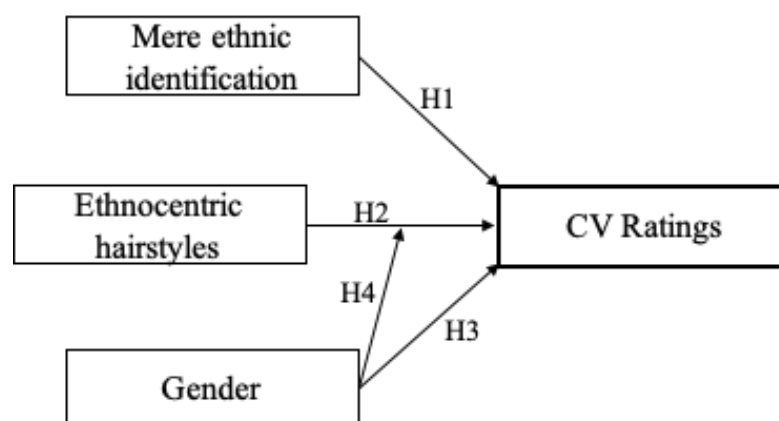 Mere ethnic
identification
H1
Ethnocentric
hairstyles
H2
CV Ratings
H4
H3
Gender